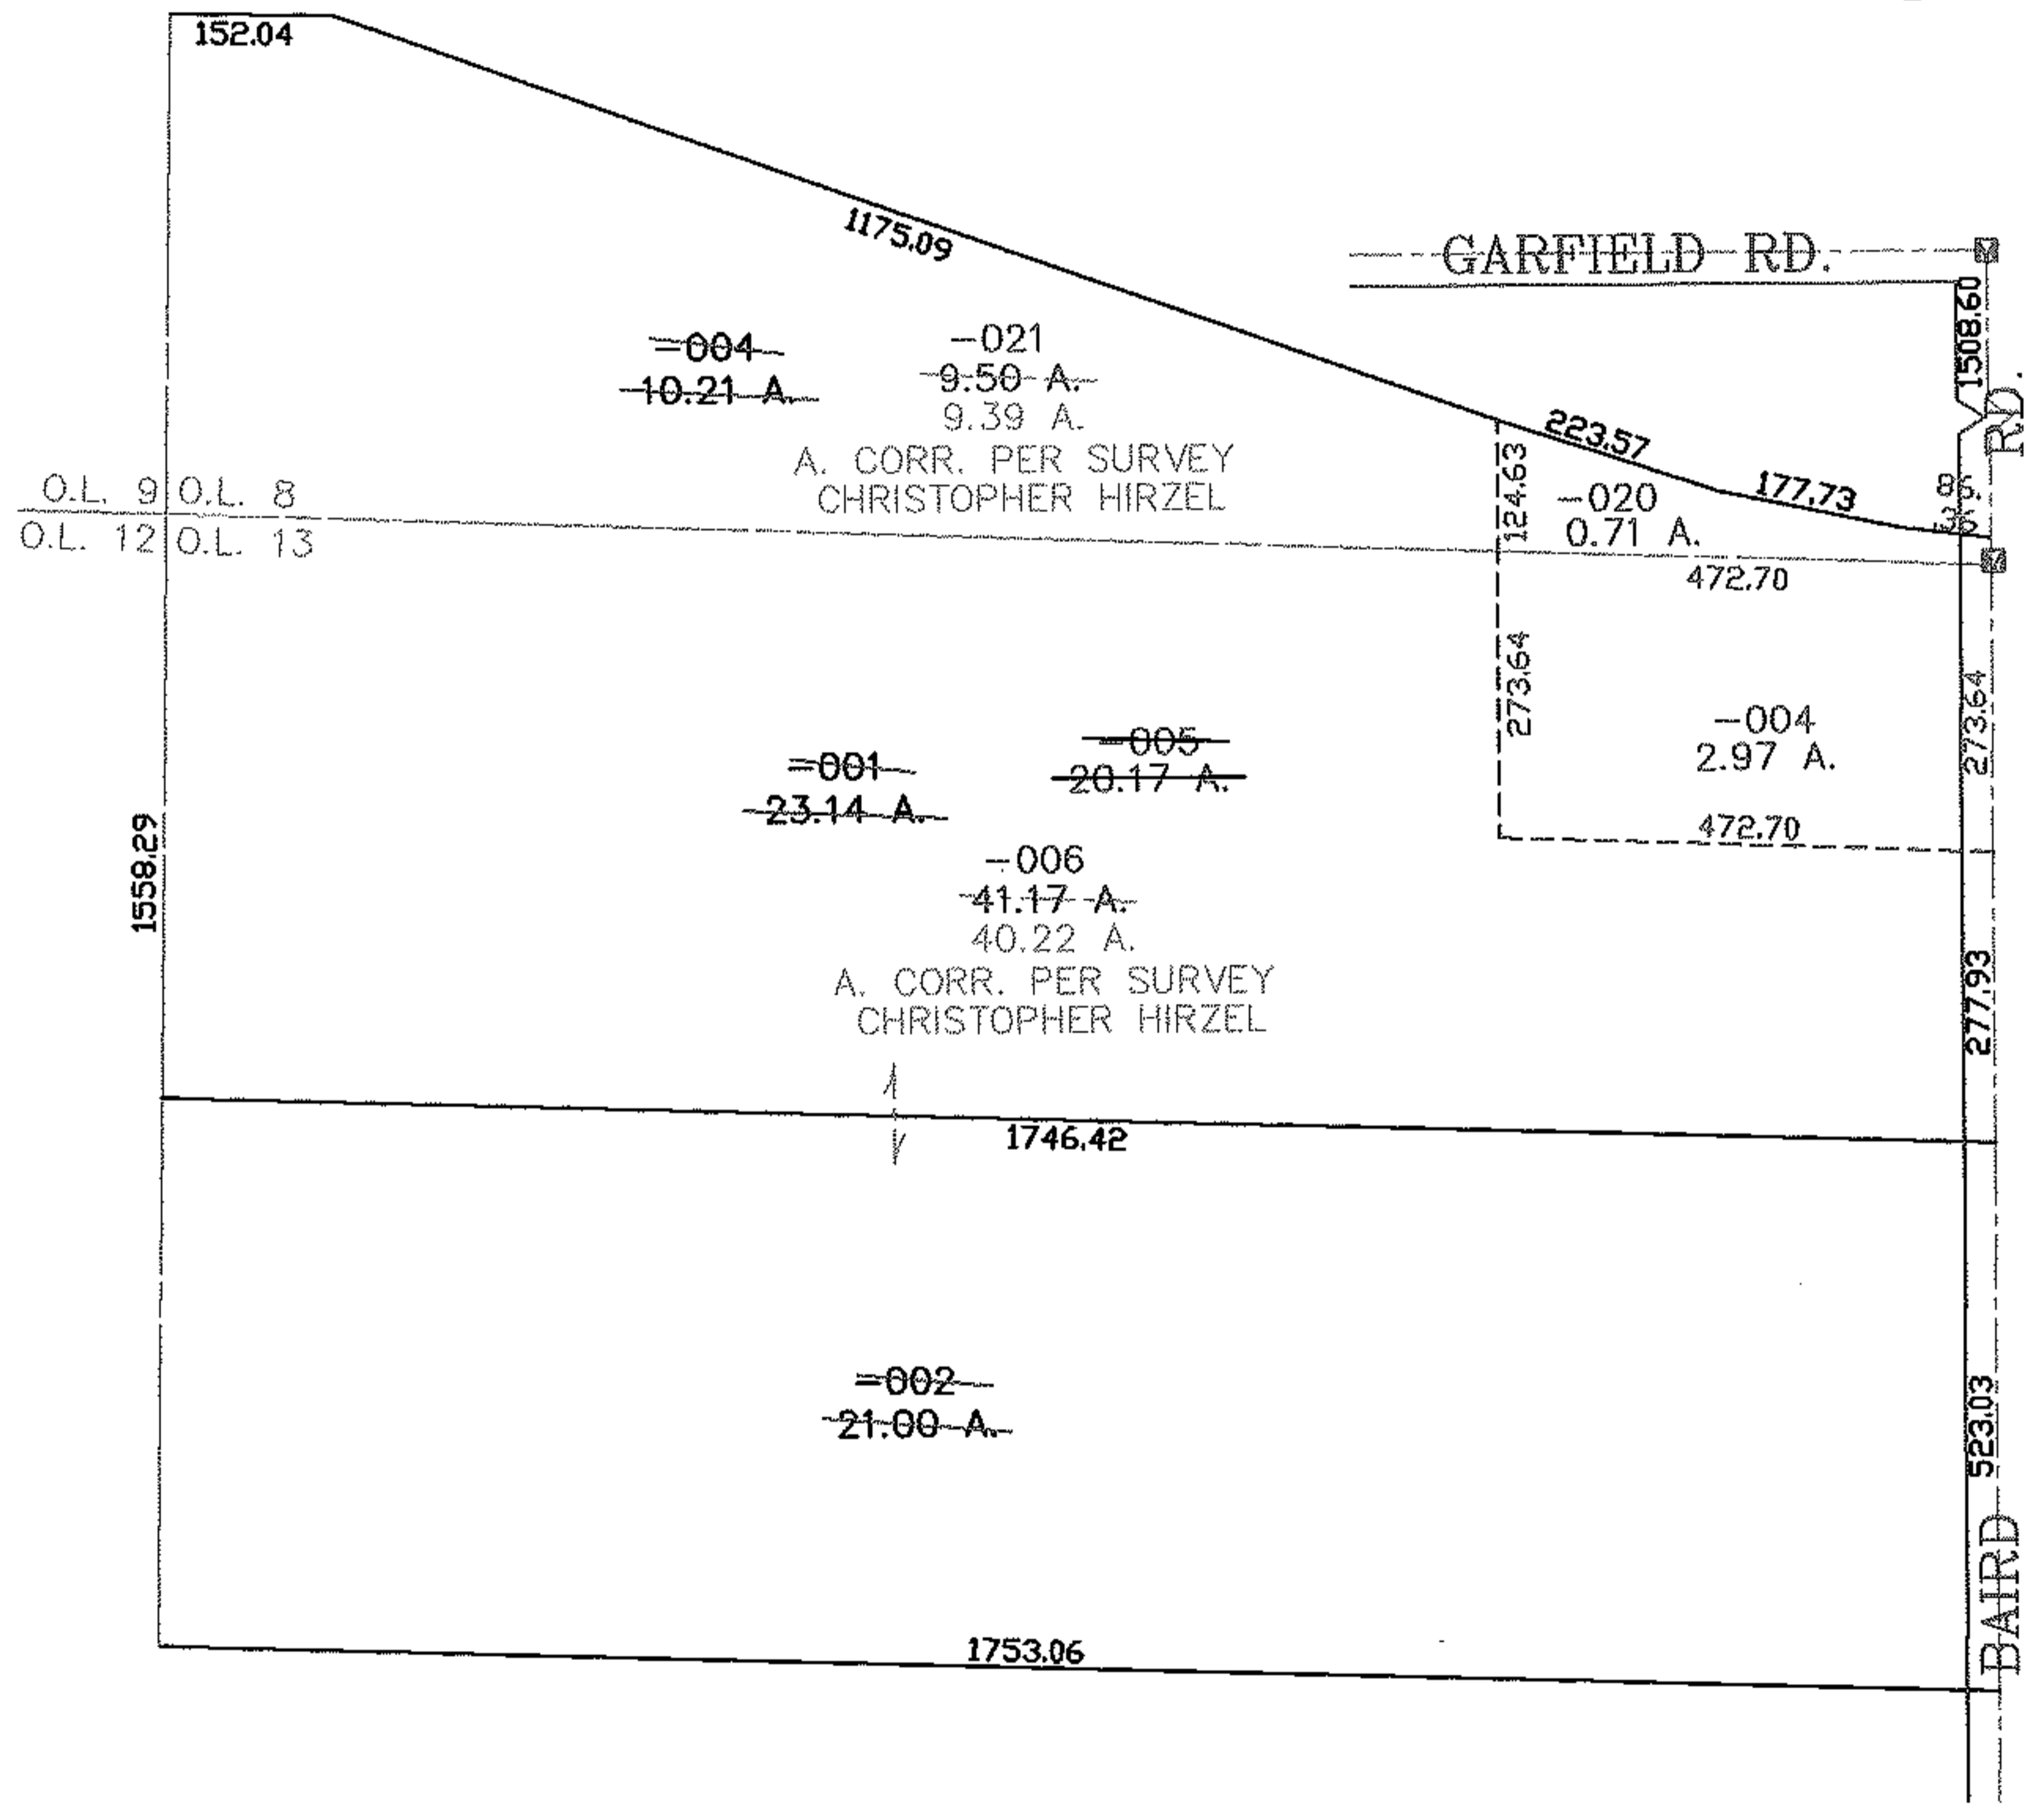 152.04
1175.09
GARFIELD RD.
1508.60
RD.
-004
10.21 A.
-021
9.50 A.
9.39 A.
A. CORR. PER SURVEY
CHRISTOPHER HIRZEL
223.57
177.73
124.63
-020
0.71 A.
O.L. 9 O.L. 8
O.L. 12 O.L. 13
472.70
273.64
-004
2.97 A.
273.64
472.70
-005
20.17 A.
-001
23.14 A.
-006
41.17 A.
40.22 A.
A. CORR. PER SURVEY
CHRISTOPHER HIRZEL
1558.29
277.93
1746.42
-002
21.00 A.
523.03
BAIRD
1753.06